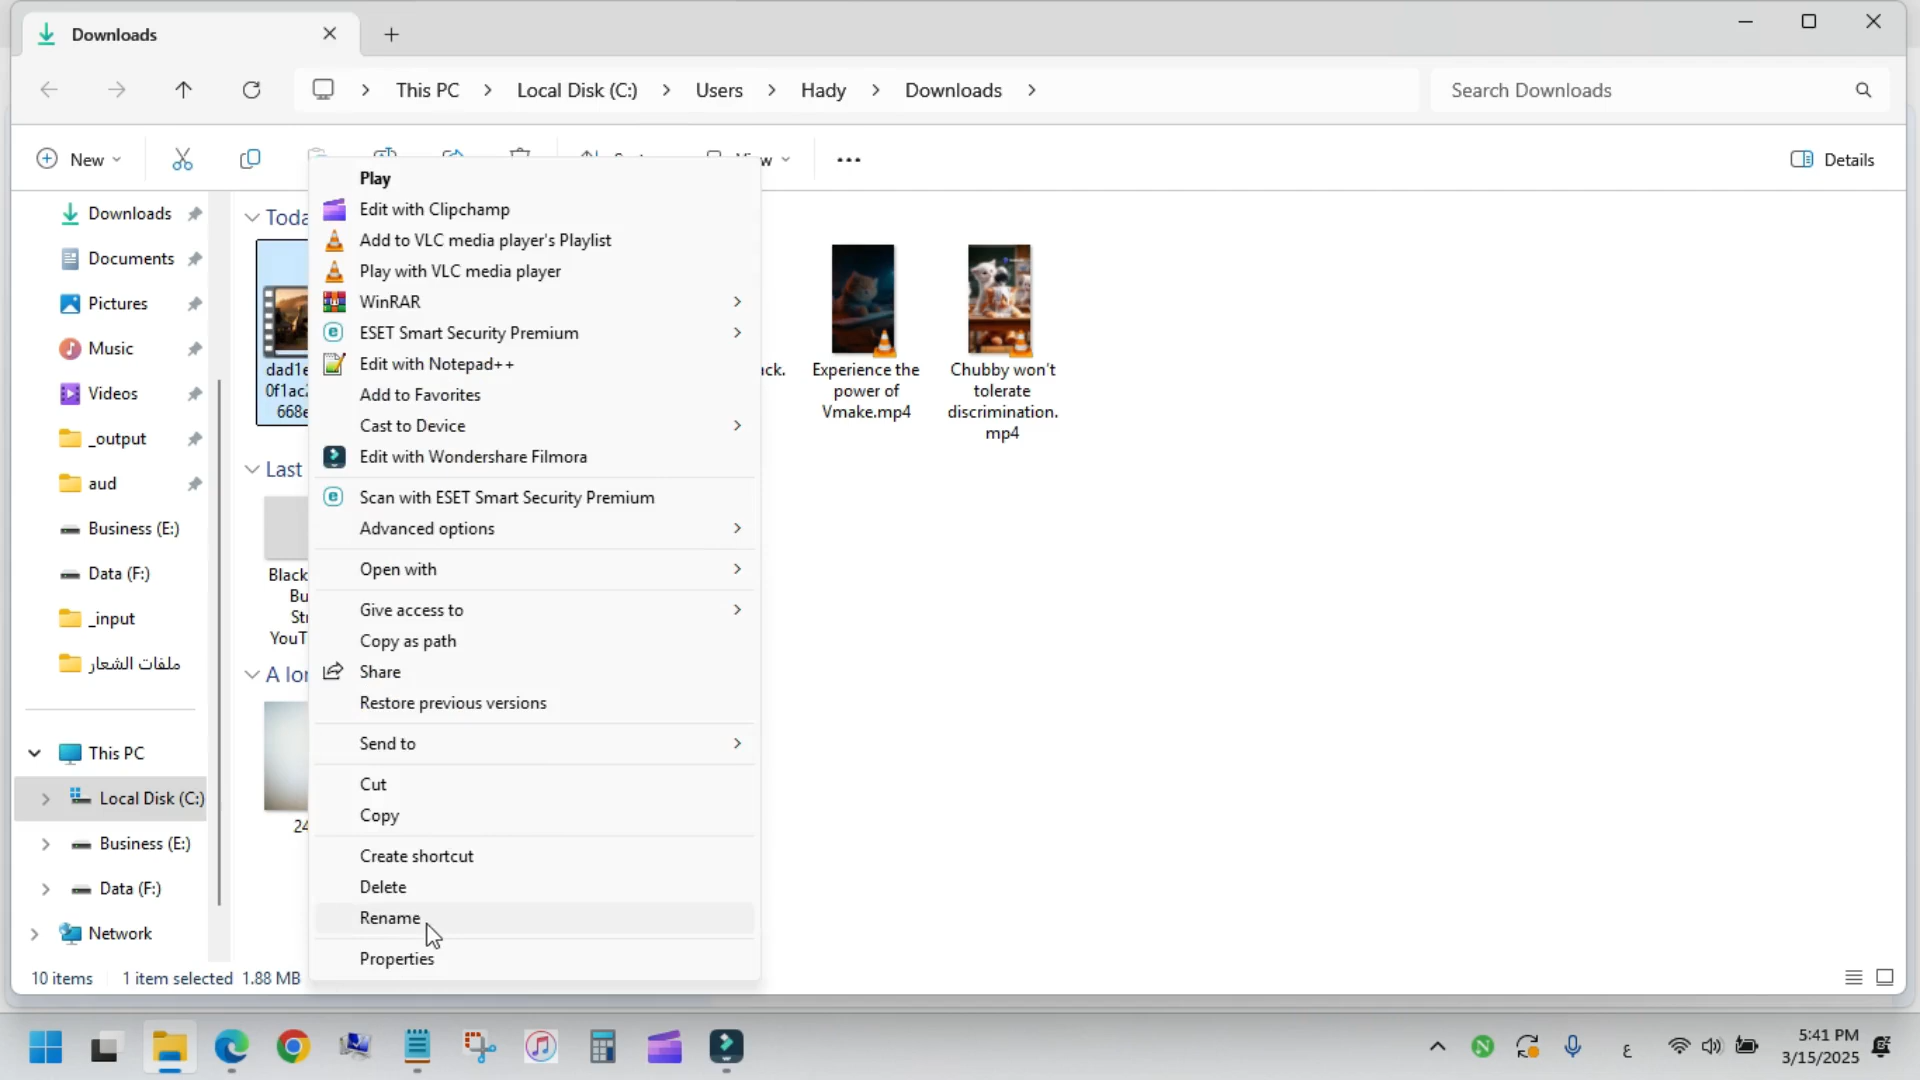 Downloads
This PC
Local Disk (C:)
Users
Hady
Downloads
Search Downloads
New
Details
Downloads
Documents
Pictures
Music
Videos
_output
aud
Business (E:)
Data (F:)
_input
ملفات الشعار
This PC
Local Disk (C:)
Business (E:)
Data (F:)
Network
Last
Black
YouT
24
Play
Edit with Clipchamp
Add to VLC media player's Playlist
Play with VLC media player
WinRAR
ESET Smart Security Premium
Edit with Notepad++
Add to Favorites
Cast to Device
Edit with Wondershare Filmora
Scan with ESET Smart Security Premium
Advanced options
Open with
Give access to
Copy as path
Share
Restore previous versions
Send to
Cut
Copy
Create shortcut
Delete
Rename
Properties
Experience the
power of
Vmake.mp4
Chubby won't
tolerate
discrimination.
mp4
10 items
1 item selected 1.88 MB
ع
5:41 PM
3/15/2025